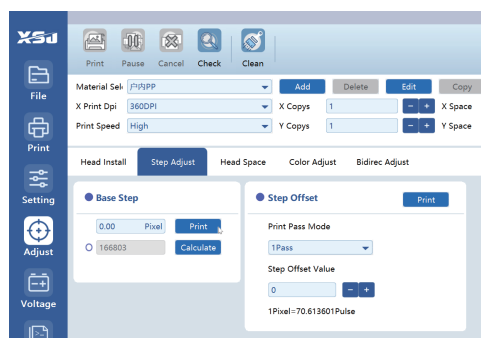 XSJ
Print Pause Cancel Check Clean
File
Material Sel 户内PP Add Delete Edit Copy
X Print Dpi 360DPI X Copys 1 - + X Space
Print Speed High Y Copys 1 - + Y Space
Print
Head Install Step Adjust Head Space Color Adjust Bidirec Adjust
Setting
Base Step
Step Offset Print
0.00 Pixel Print
Print Pass Mode
166803 Calculate
1Pass
Adjust
Step Offset Value
0 - +
Voltage
1Pixel=70.613601Pulse